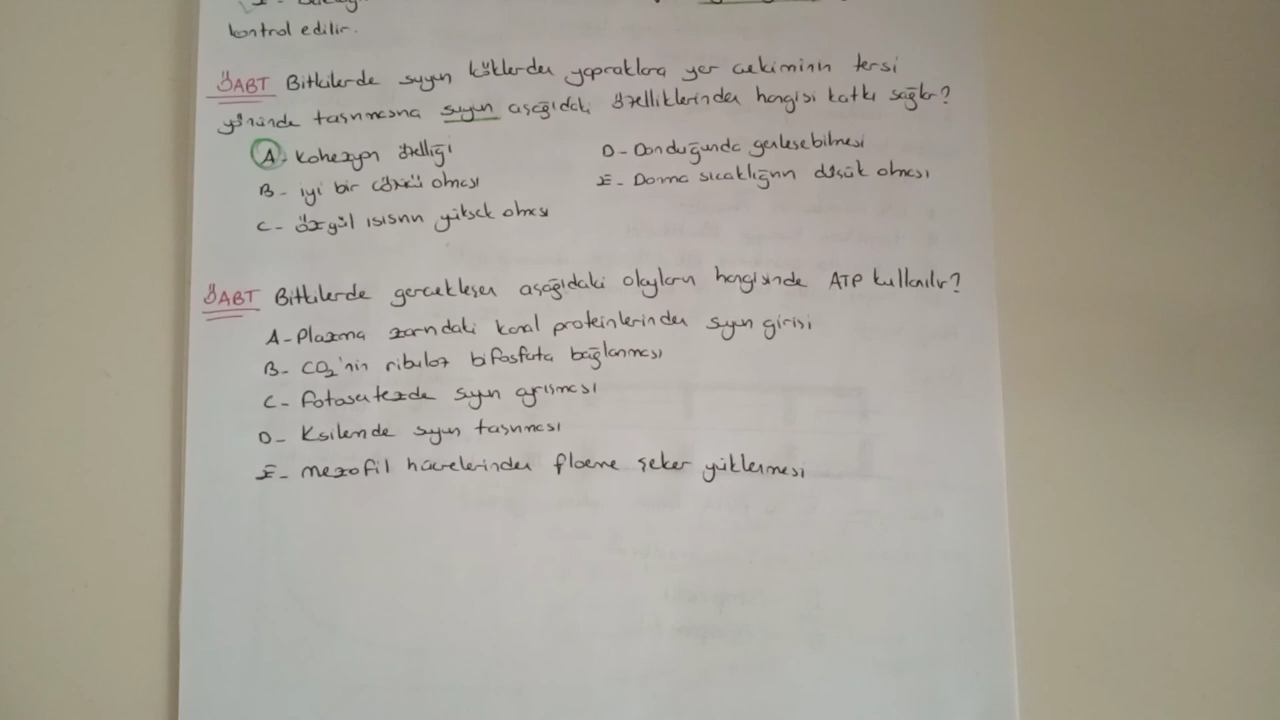 kontrol edilir.
ÖABT Bitkilerde suyun köklerden yapraklara yer çekiminin tersi
yönünde taşınmasına suyun aşağıdaki özelliklerinden hangisi katkı sağlar?
A- Kohezyon özelliği
B- iyi bir çözücü olması
C- özgül ısısının yüksek olması
D- Donduğunda genleşebilmesi
E- Donma sıcaklığının düşük olması
ÖABT Bitkilerde gerçekleşen aşağıdaki olayların hangisinde ATP kullanılır?
A- Plazma zarındaki kanal proteinlerinden suyun girişi
B- CO2'nin ribuloz bifosfata bağlanması
C- Fotosentezde suyun ayrışması
D- Ksilemde suyun taşınması
E- mezofil hücrelerinden floeme şeker yüklenmesi